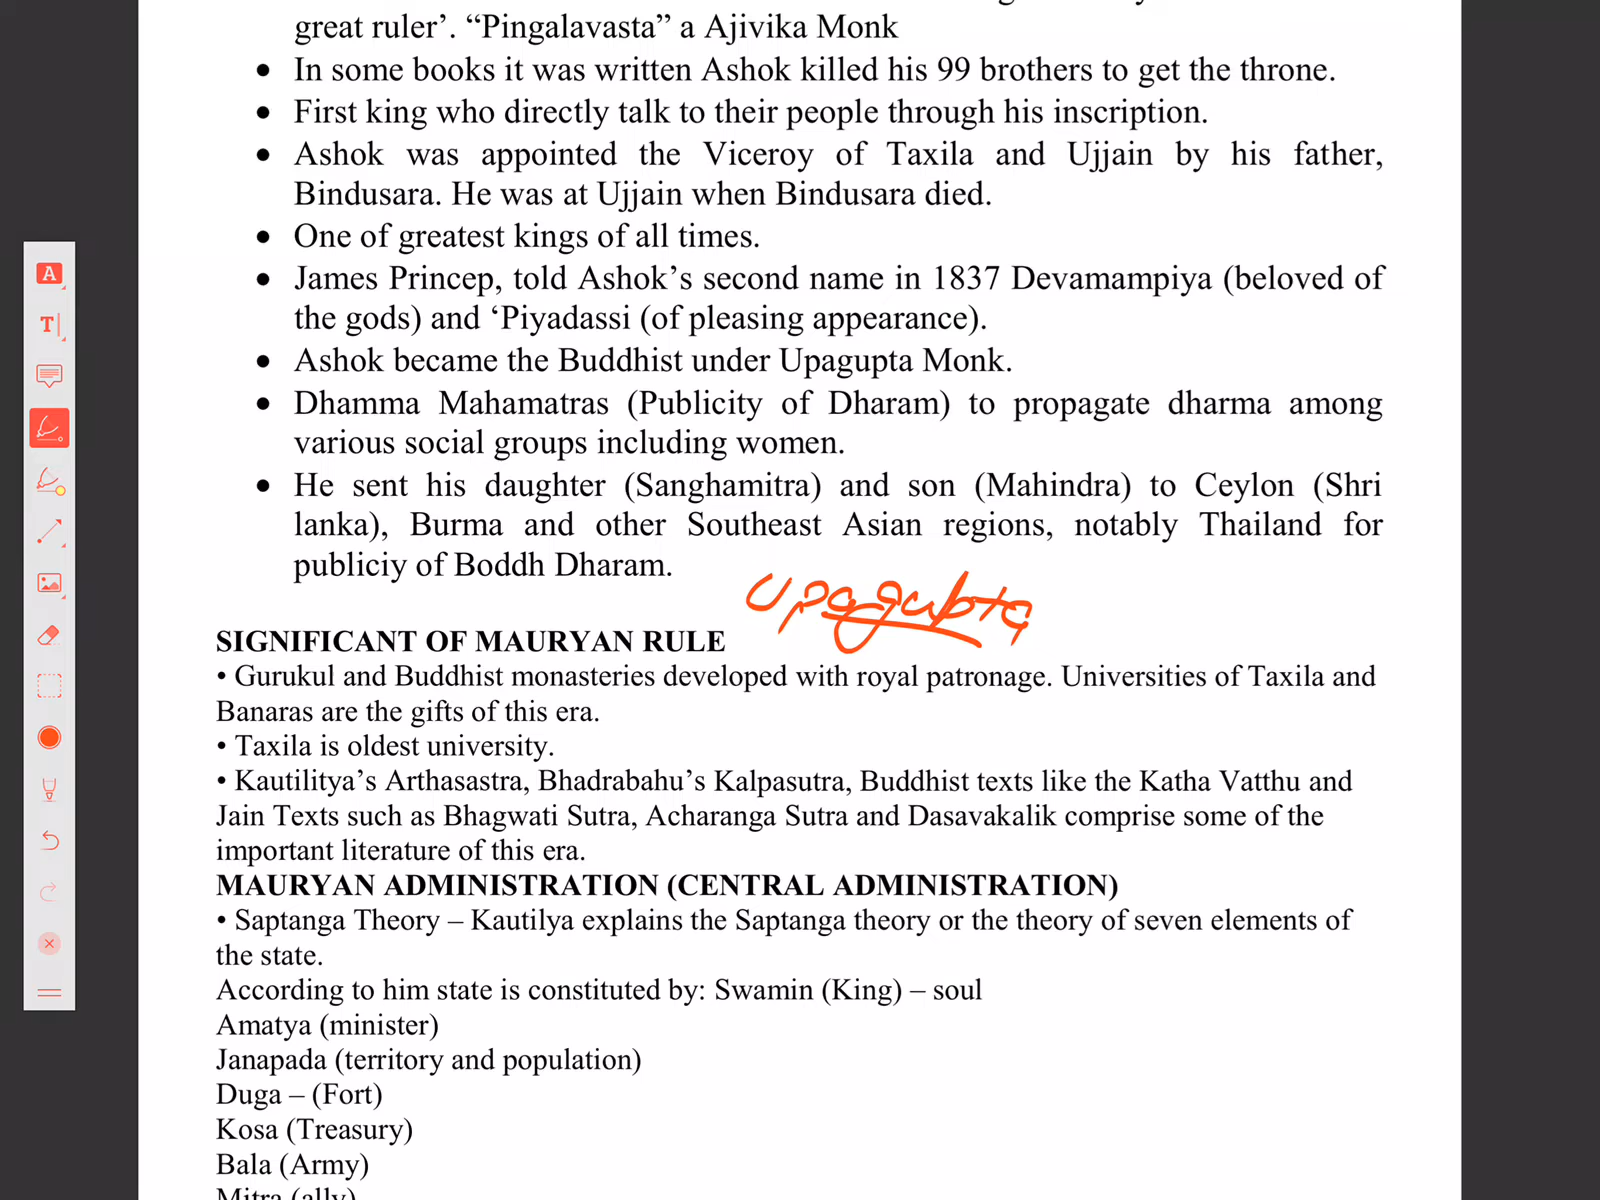 great ruler’. “Pingalavasta” a Ajivika Monk
• In some books it was written Ashok killed his 99 brothers to get the throne.
• First king who directly talk to their people through his inscription.
• Ashok was appointed the Viceroy of Taxila and Ujjain by his father,
Bindusara. He was at Ujjain when Bindusara died.
• One of greatest kings of all times.
• James Princep, told Ashok’s second name in 1837 Devamampiya (beloved of
the gods) and ‘Piyadassi (of pleasing appearance).
• Ashok became the Buddhist under Upagupta Monk.
• Dhamma Mahamatras (Publicity of Dharam) to propagate dharma among
various social groups including women.
• He sent his daughter (Sanghamitra) and son (Mahindra) to Ceylon (Shri
lanka), Burma and other Southeast Asian regions, notably Thailand for
publiciy of Boddh Dharam.
Upagupta
SIGNIFICANT OF MAURYAN RULE
• Gurukul and Buddhist monasteries developed with royal patronage. Universities of Taxila and
Banaras are the gifts of this era.
• Taxila is oldest university.
• Kautilitya’s Arthasastra, Bhadrabahu’s Kalpasutra, Buddhist texts like the Katha Vatthu and
Jain Texts such as Bhagwati Sutra, Acharanga Sutra and Dasavakalik comprise some of the
important literature of this era.
MAURYAN ADMINISTRATION (CENTRAL ADMINISTRATION)
• Saptanga Theory – Kautilya explains the Saptanga theory or the theory of seven elements of
the state.
According to him state is constituted by: Swamin (King) – soul
Amatya (minister)
Janapada (territory and population)
Duga – (Fort)
Kosa (Treasury)
Bala (Army)
Mitra (ally)